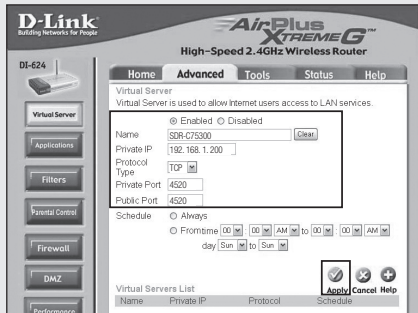 D-Link
Building Networks for People
AirPlus
XTREME G™
High-Speed 2.4GHz Wireless Router
DI-624
Home Advanced Tools Status Help
Virtual Server
Virtual Server is used to allow Internet users access to LAN services.
Virtual Server
Enabled Disabled
Name SDR-C75300 Clear
Private IP 192. 168. 1. 200
Applications
Protocol Type TCP
Filters
Private Port 4520
Public Port 4520
Parental Control
Schedule Always
Fromtime 00 : 00 AM to 00 : 00 AM
day Sun to Sun
Firewall
DMZ
Apply Cancel Help
Virtual Servers List
Name Private IP Protocol Schedule
Performance